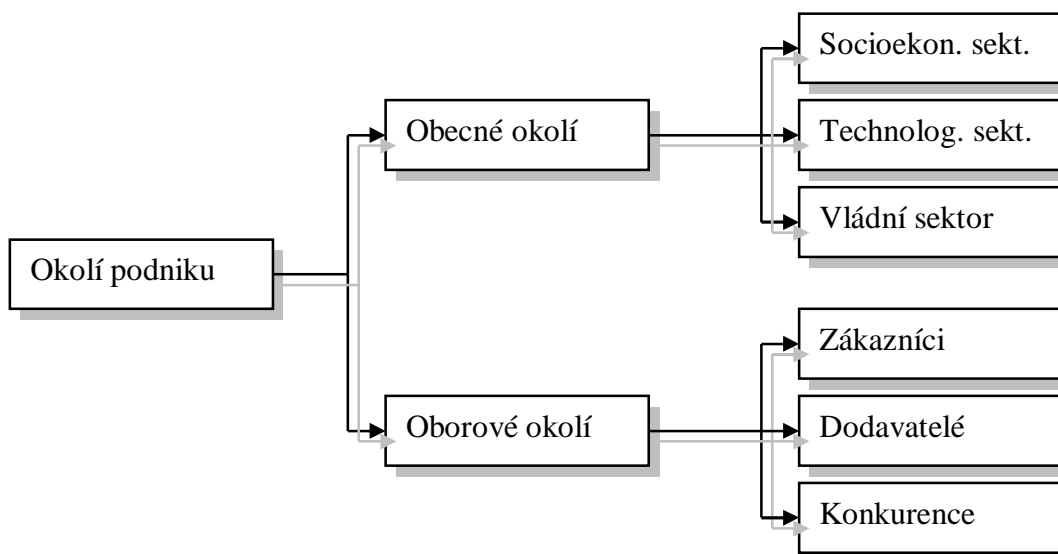 Socioekon. sekt.
Obecné okolí
Technolog. sekt.
Vládní sektor
Okolí podniku
Zákazníci
Oborové okolí
Dodavatelé
Konkurence